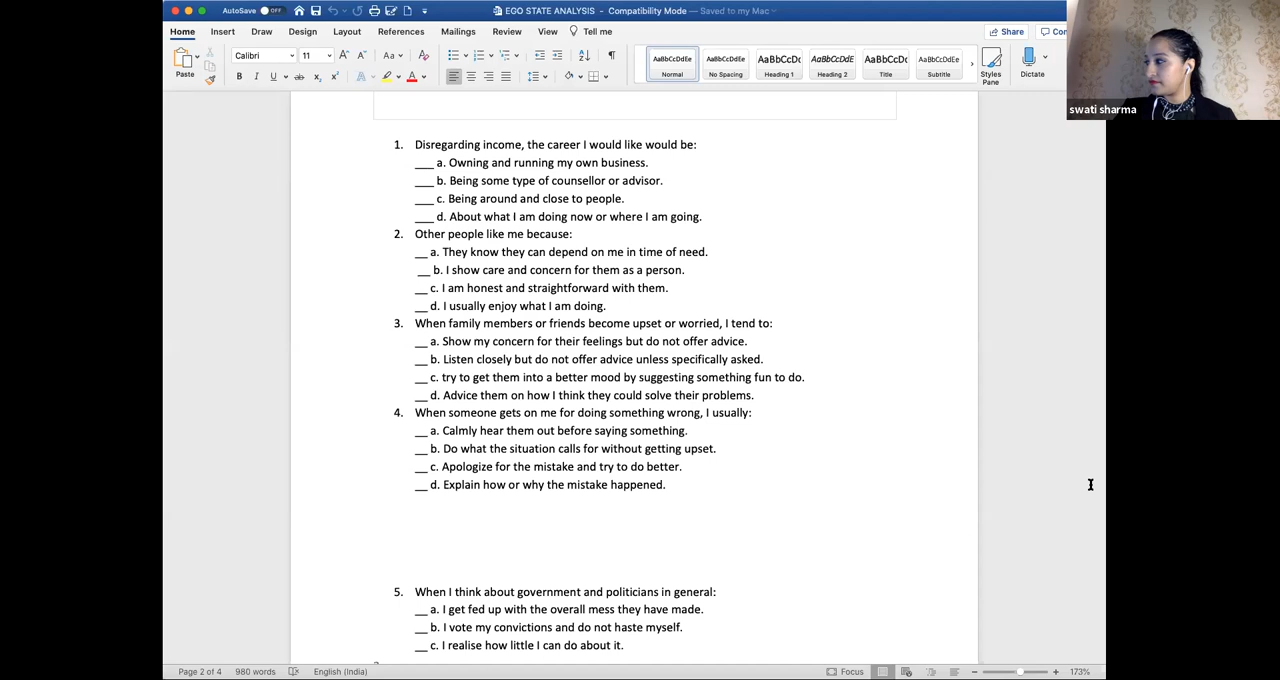 AutoSave OFF
EGO STATE ANALYSIS - Compatibility Mode — Saved to my Mac
Home Insert Draw Design Layout References Mailings Review View Tell me
Share
Calibri 11
Paste
AaBbCcDdEe AaBbCcDdEe AaBbCcDc AaBbCcDdE AaBbCcDc AaBbCcDdEe
Normal No Spacing Heading 1 Heading 2 Title Subtitle
Styles Pane
Dictate
swati sharma
1. Disregarding income, the career I would like would be:
___ a. Owning and running my own business.
___ b. Being some type of counsellor or advisor.
___ c. Being around and close to people.
___ d. About what I am doing now or where I am going.
2. Other people like me because:
__ a. They know they can depend on me in time of need.
__ b. I show care and concern for them as a person.
__ c. I am honest and straightforward with them.
__ d. I usually enjoy what I am doing.
3. When family members or friends become upset or worried, I tend to:
__ a. Show my concern for their feelings but do not offer advice.
__ b. Listen closely but do not offer advice unless specifically asked.
__ c. try to get them into a better mood by suggesting something fun to do.
__ d. Advice them on how I think they could solve their problems.
4. When someone gets on me for doing something wrong, I usually:
__ a. Calmly hear them out before saying something.
__ b. Do what the situation calls for without getting upset.
__ c. Apologize for the mistake and try to do better.
__ d. Explain how or why the mistake happened.
5. When I think about government and politicians in general:
__ a. I get fed up with the overall mess they have made.
__ b. I vote my convictions and do not haste myself.
__ c. I realise how little I can do about it.
Page 2 of 4 980 words English (India) Focus 173%